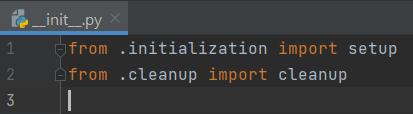 __init__.py
1 from .initialization import setup
2 from .cleanup import cleanup
3